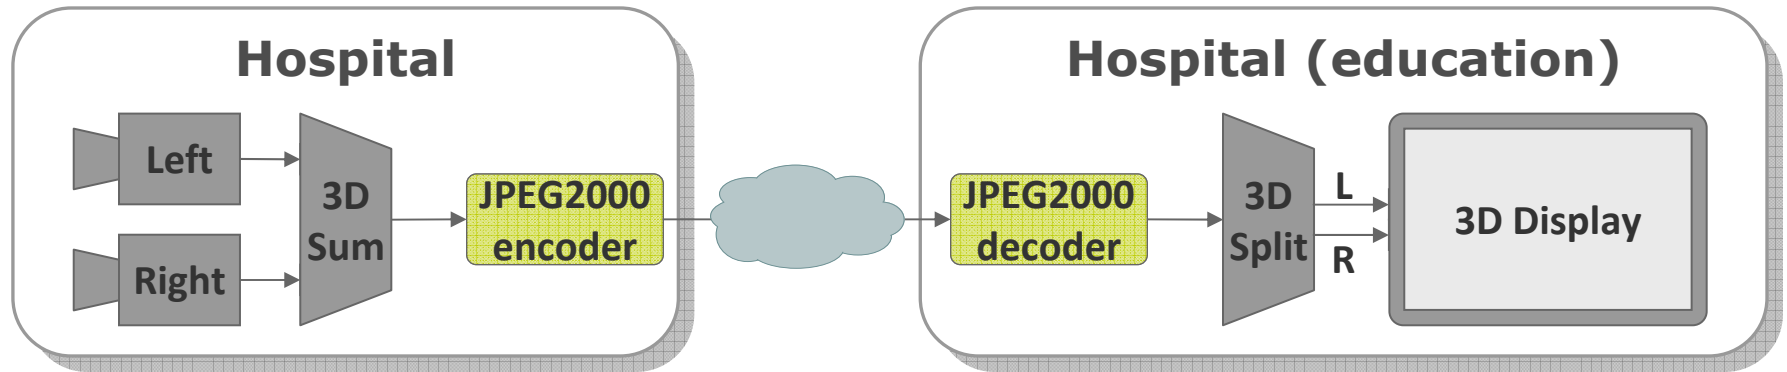 Hospital
Left
Right
3D
Sum
JPEG2000
encoder
Hospital (education)
JPEG2000
decoder
3D
Split
L
R
3D Display